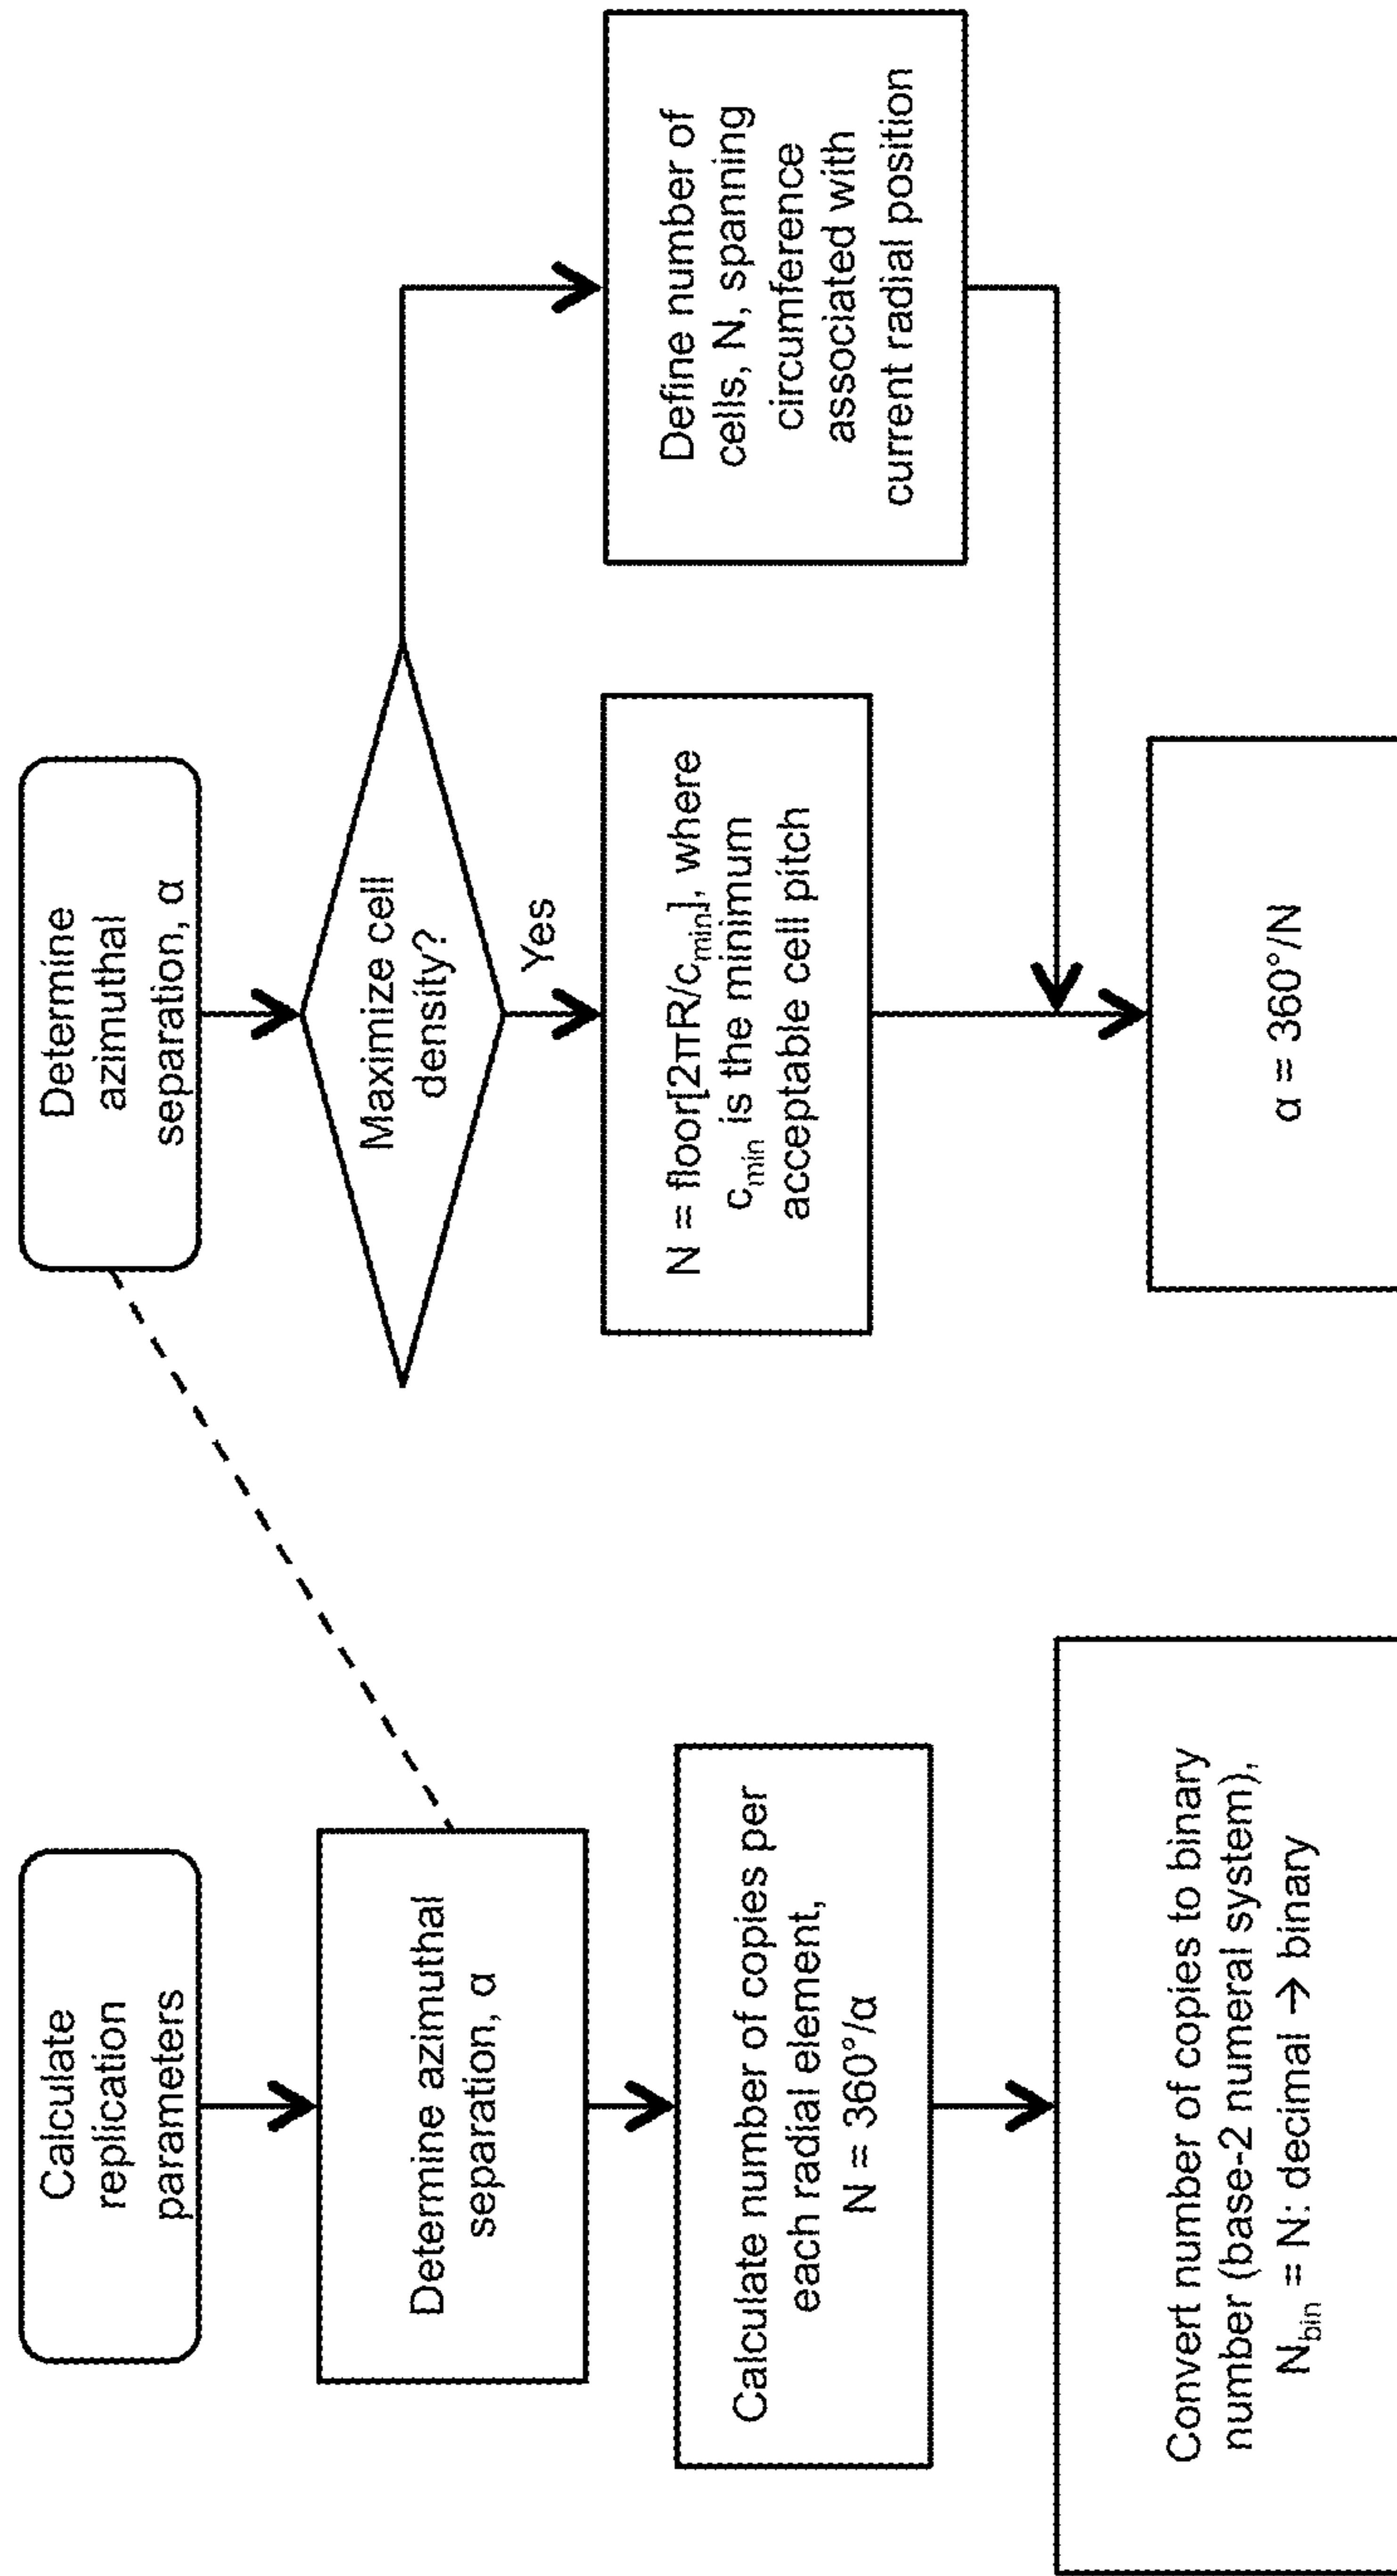 Calculate
replication
parameters
Determine azimuthal
separation, α
Calculate number of copies per
each radial element,
N = 360°/α
Convert number of copies to binary
number (base-2 numeral system),
N_bin = N: decimal → binary
Determine
azimuthal
separation, α
Maximize cell
density?
Yes
N = floor[2πR/c_min], where
c_min is the minimum
acceptable cell pitch
Define number of
cells, N, spanning
circumference
associated with
current radial position
α = 360°/N